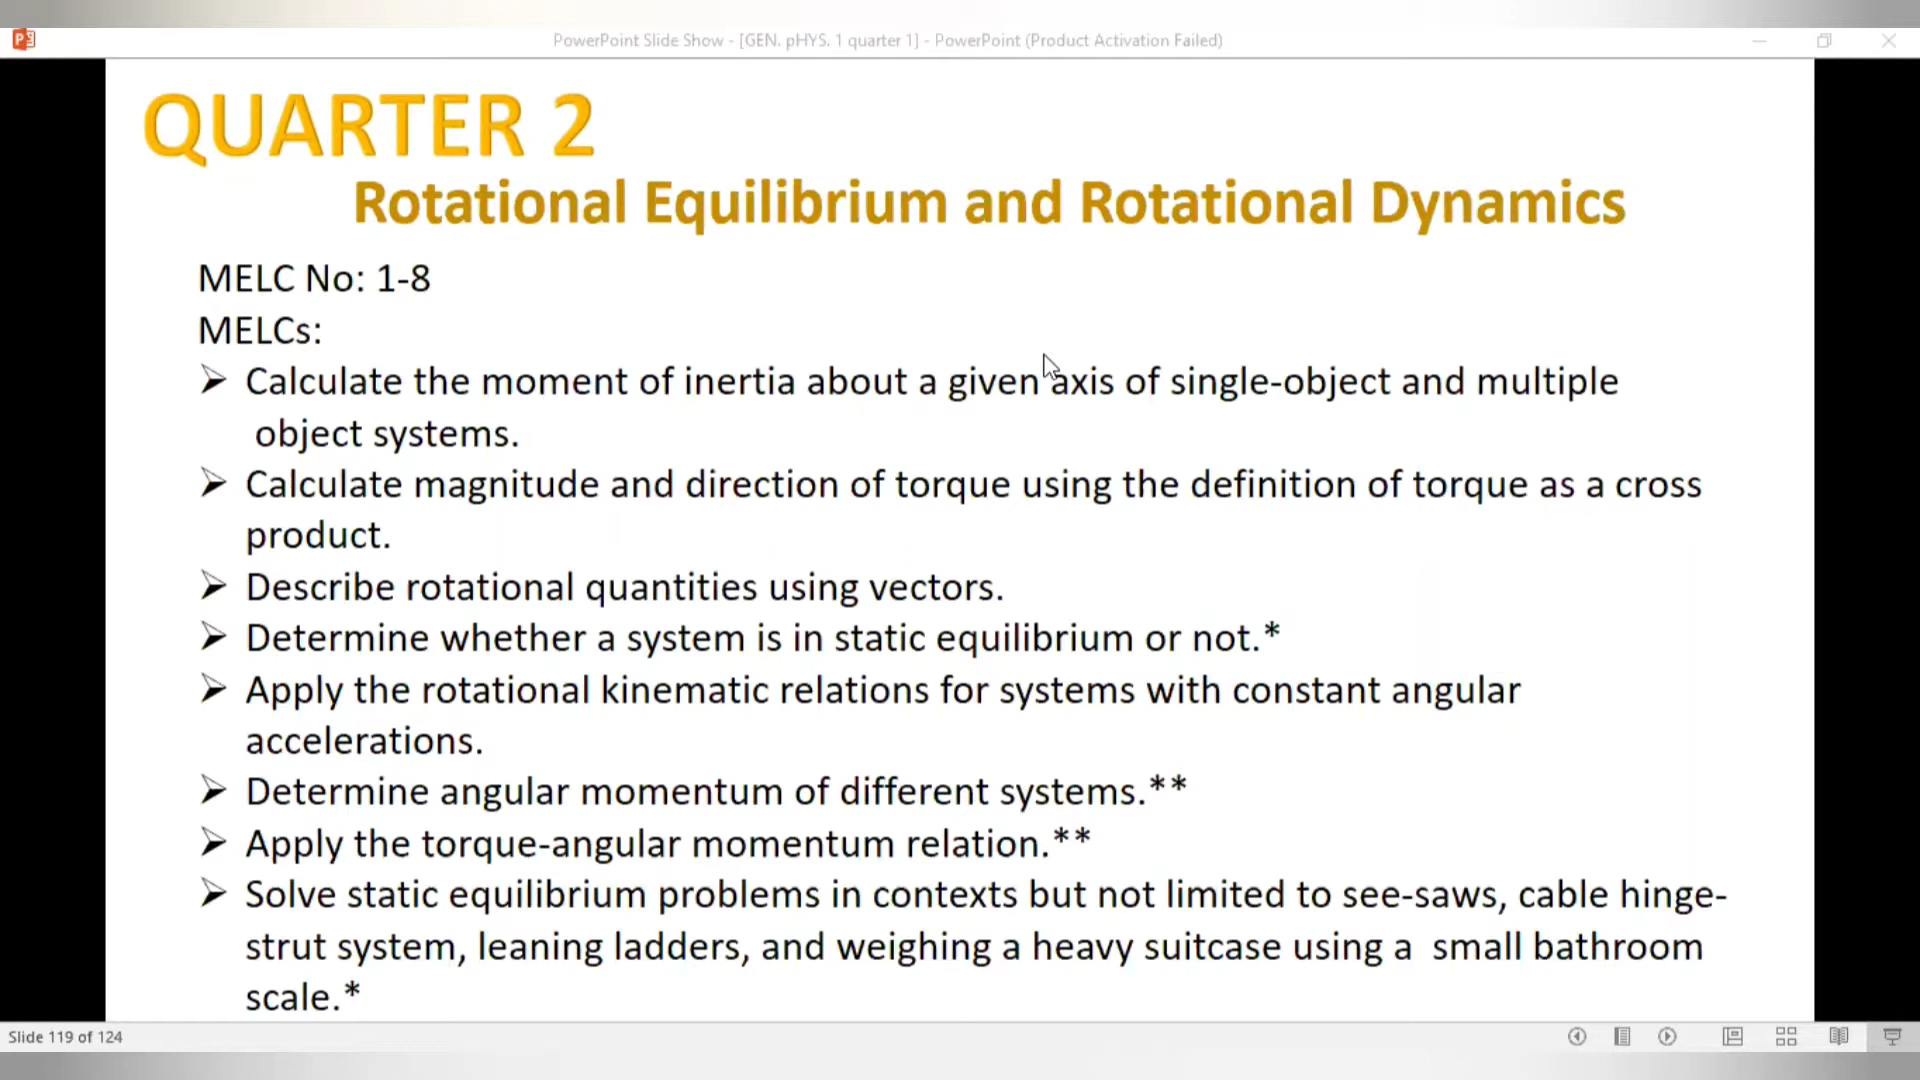 PowerPoint Slide Show - [GEN. pHYS. 1 quarter 1] - PowerPoint (Product Activation Failed)
QUARTER 2
Rotational Equilibrium and Rotational Dynamics
MELC No: 1-8
MELCs:
➢ Calculate the moment of inertia about a given axis of single-object and multiple
object systems.
➢ Calculate magnitude and direction of torque using the definition of torque as a cross
product.
➢ Describe rotational quantities using vectors.
➢ Determine whether a system is in static equilibrium or not.*
➢ Apply the rotational kinematic relations for systems with constant angular
accelerations.
➢ Determine angular momentum of different systems.**
➢ Apply the torque-angular momentum relation.**
➢ Solve static equilibrium problems in contexts but not limited to see-saws, cable hinge-
strut system, leaning ladders, and weighing a heavy suitcase using a small bathroom
scale.*
Slide 119 of 124